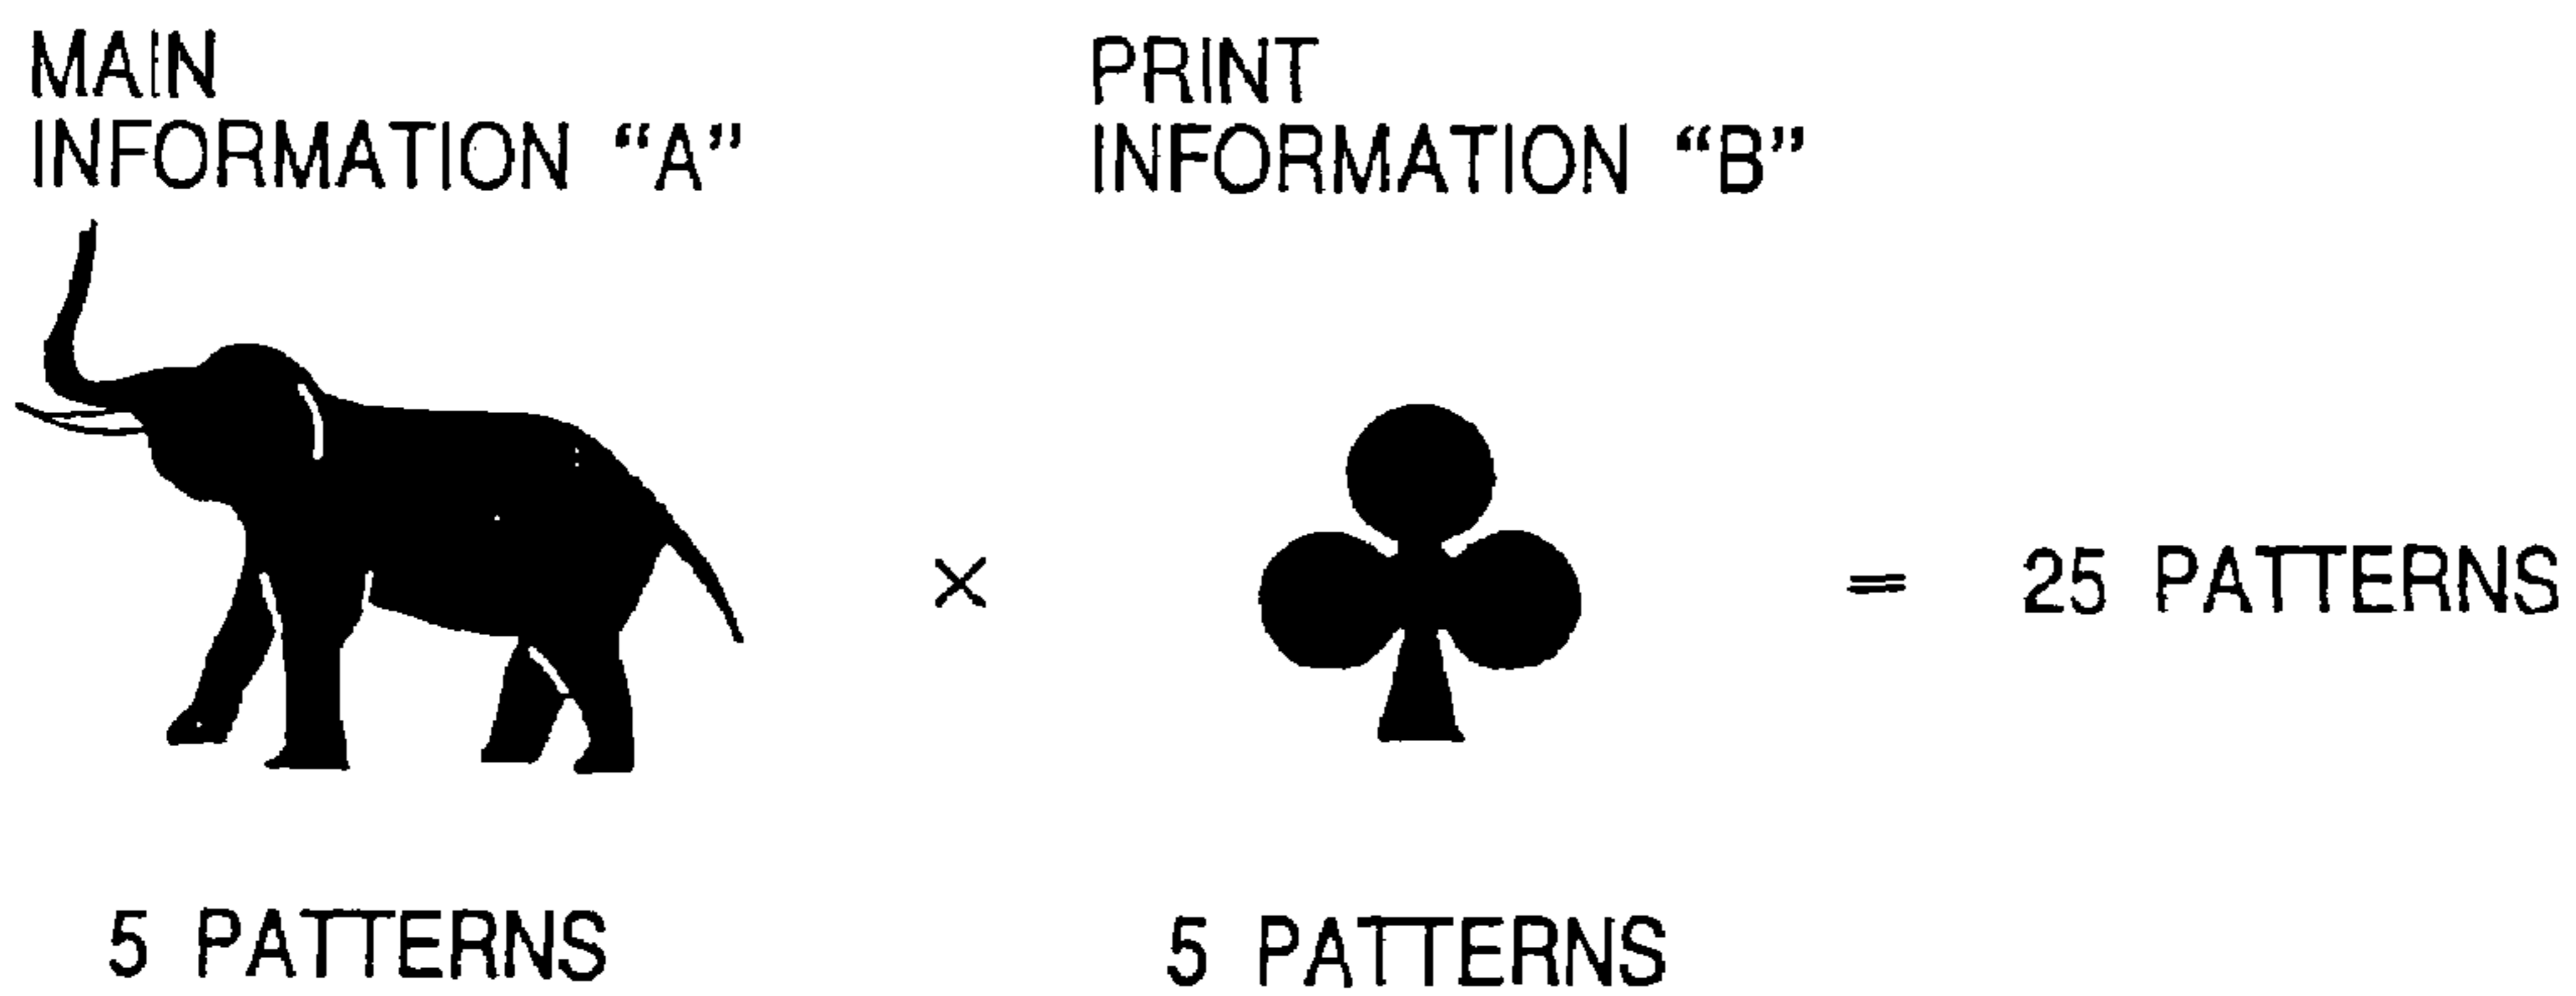 MAIN
INFORMATION “A”
PRINT
INFORMATION “B”
× = 25 PATTERNS
5 PATTERNS
5 PATTERNS